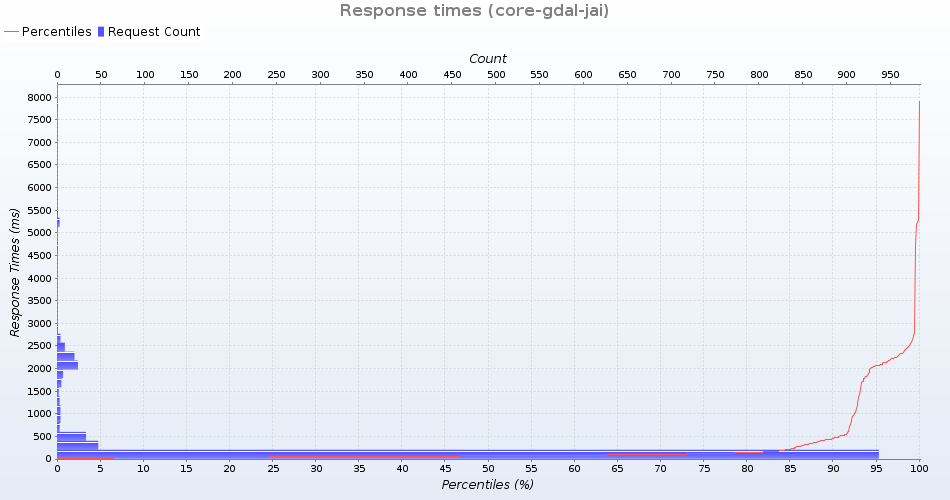 Response times (core-gdal-jai)
Percentiles Request Count
Count
0 50 100 150 200 250 300 350 400 450 500 550 600 650 700 750 800 850 900 950
8000
7500
7000
6500
6000
5500
5000
4500
4000
3500
3000
2500
2000
1500
1000
500
0
Response Times (ms)
0 5 10 15 20 25 30 35 40 45 50 55 60 65 70 75 80 85 90 95 100
Percentiles (%)